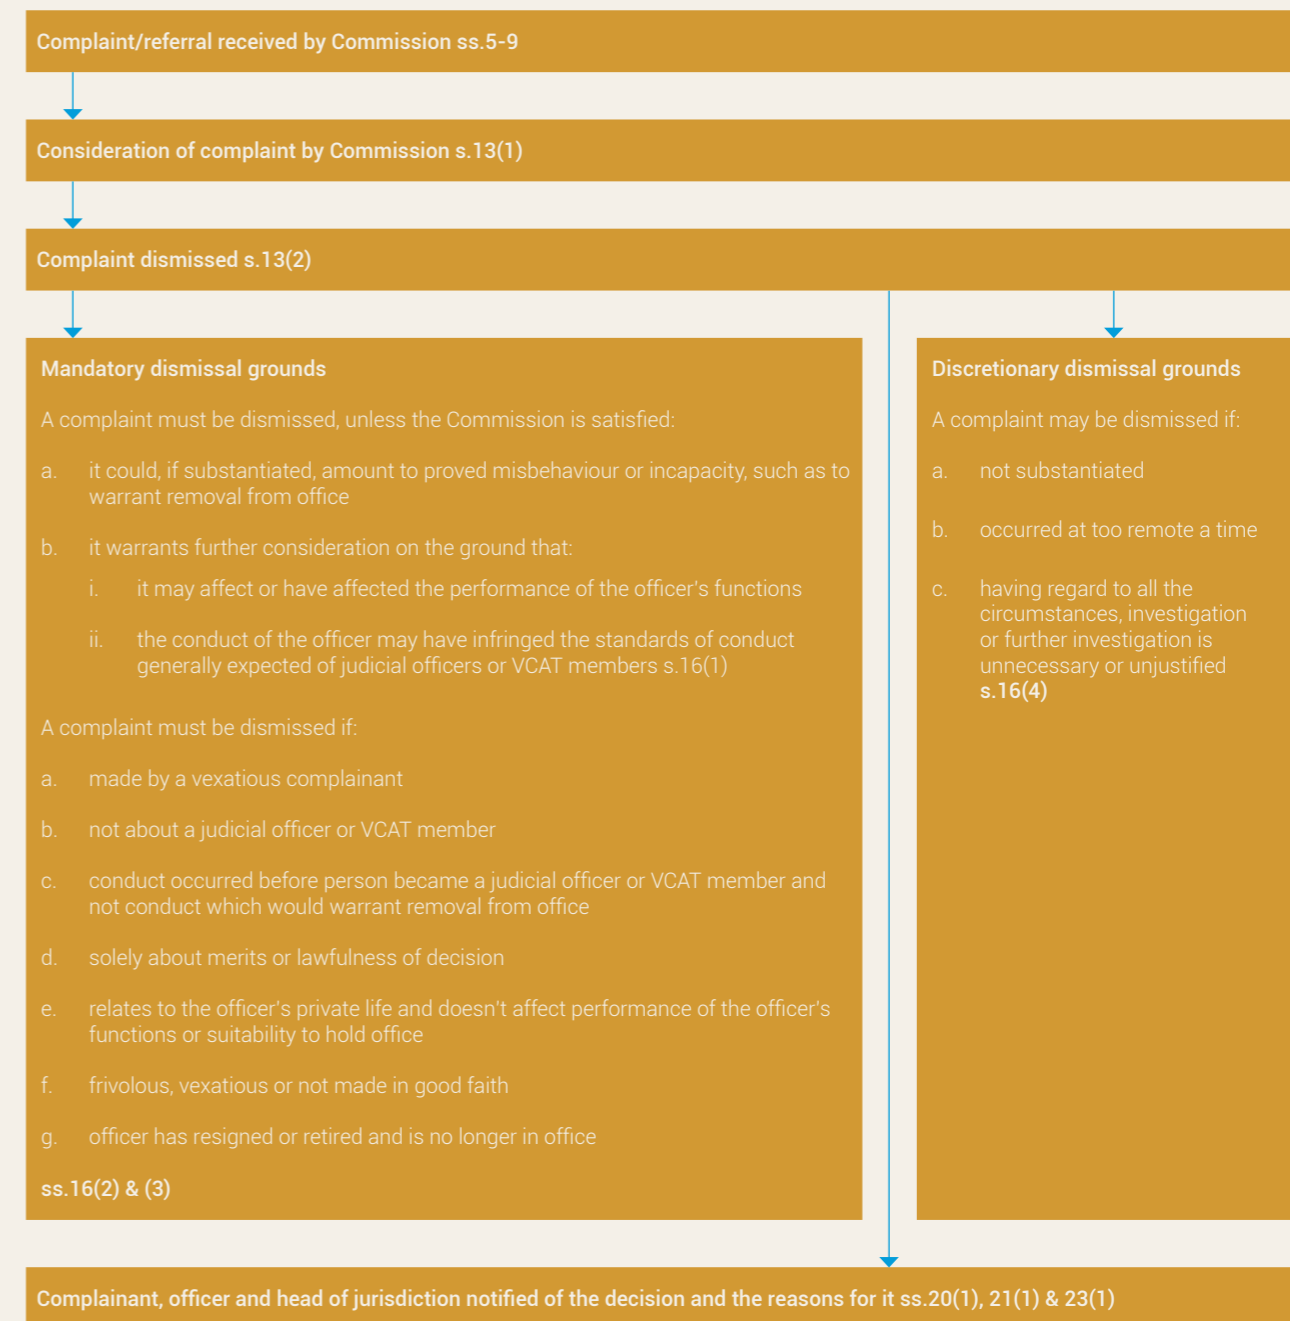 Complaint/referral received by Commission ss.5-9
Consideration of complaint by Commission s.13(1)
Complaint dismissed s.13(2)
Mandatory dismissal grounds
A complaint must be dismissed, unless the Commission is satisfied:
a. it could, if substantiated, amount to proved misbehaviour or incapacity, such as to
warrant removal from office
b. it warrants further consideration on the ground that:
i. it may affect or have affected the performance of the officer's functions
ii. the conduct of the officer may have infringed the standards of conduct
generally expected of judicial officers or VCAT members s.16(1)
A complaint must be dismissed if:
a. made by a vexatious complainant
b. not about a judicial officer or VCAT member
c. conduct occurred before person became a judicial officer or VCAT member and
not conduct which would warrant removal from office
d. solely about merits or lawfulness of decision
e. relates to the officer's private life and doesn't affect performance of the officer's
functions or suitability to hold office
f. frivolous, vexatious or not made in good faith
g. officer has resigned or retired and is no longer in office
ss.16(2) & (3)
Discretionary dismissal grounds
A complaint may be dismissed if:
a. not substantiated
b. occurred at too remote a time
c. having regard to all the
circumstances, investigation
or further investigation is
unnecessary or unjustified
s.16(4)
Complainant, officer and head of jurisdiction notified of the decision and the reasons for it ss.20(1), 21(1) & 23(1)